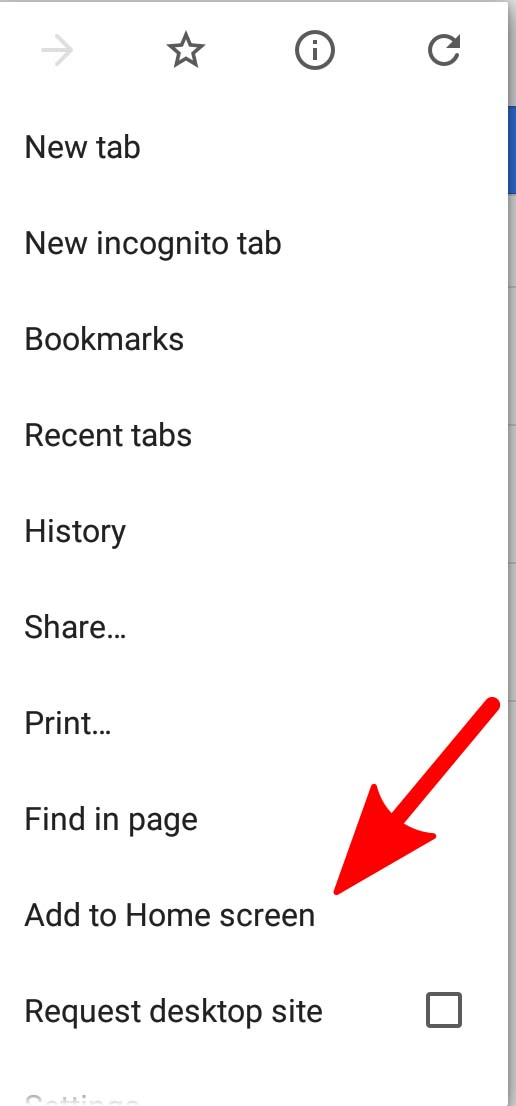 New tab
New incognito tab
Bookmarks
Recent tabs
History
Share…
Print…
Find in page
Add to Home screen
Request desktop site
Settings